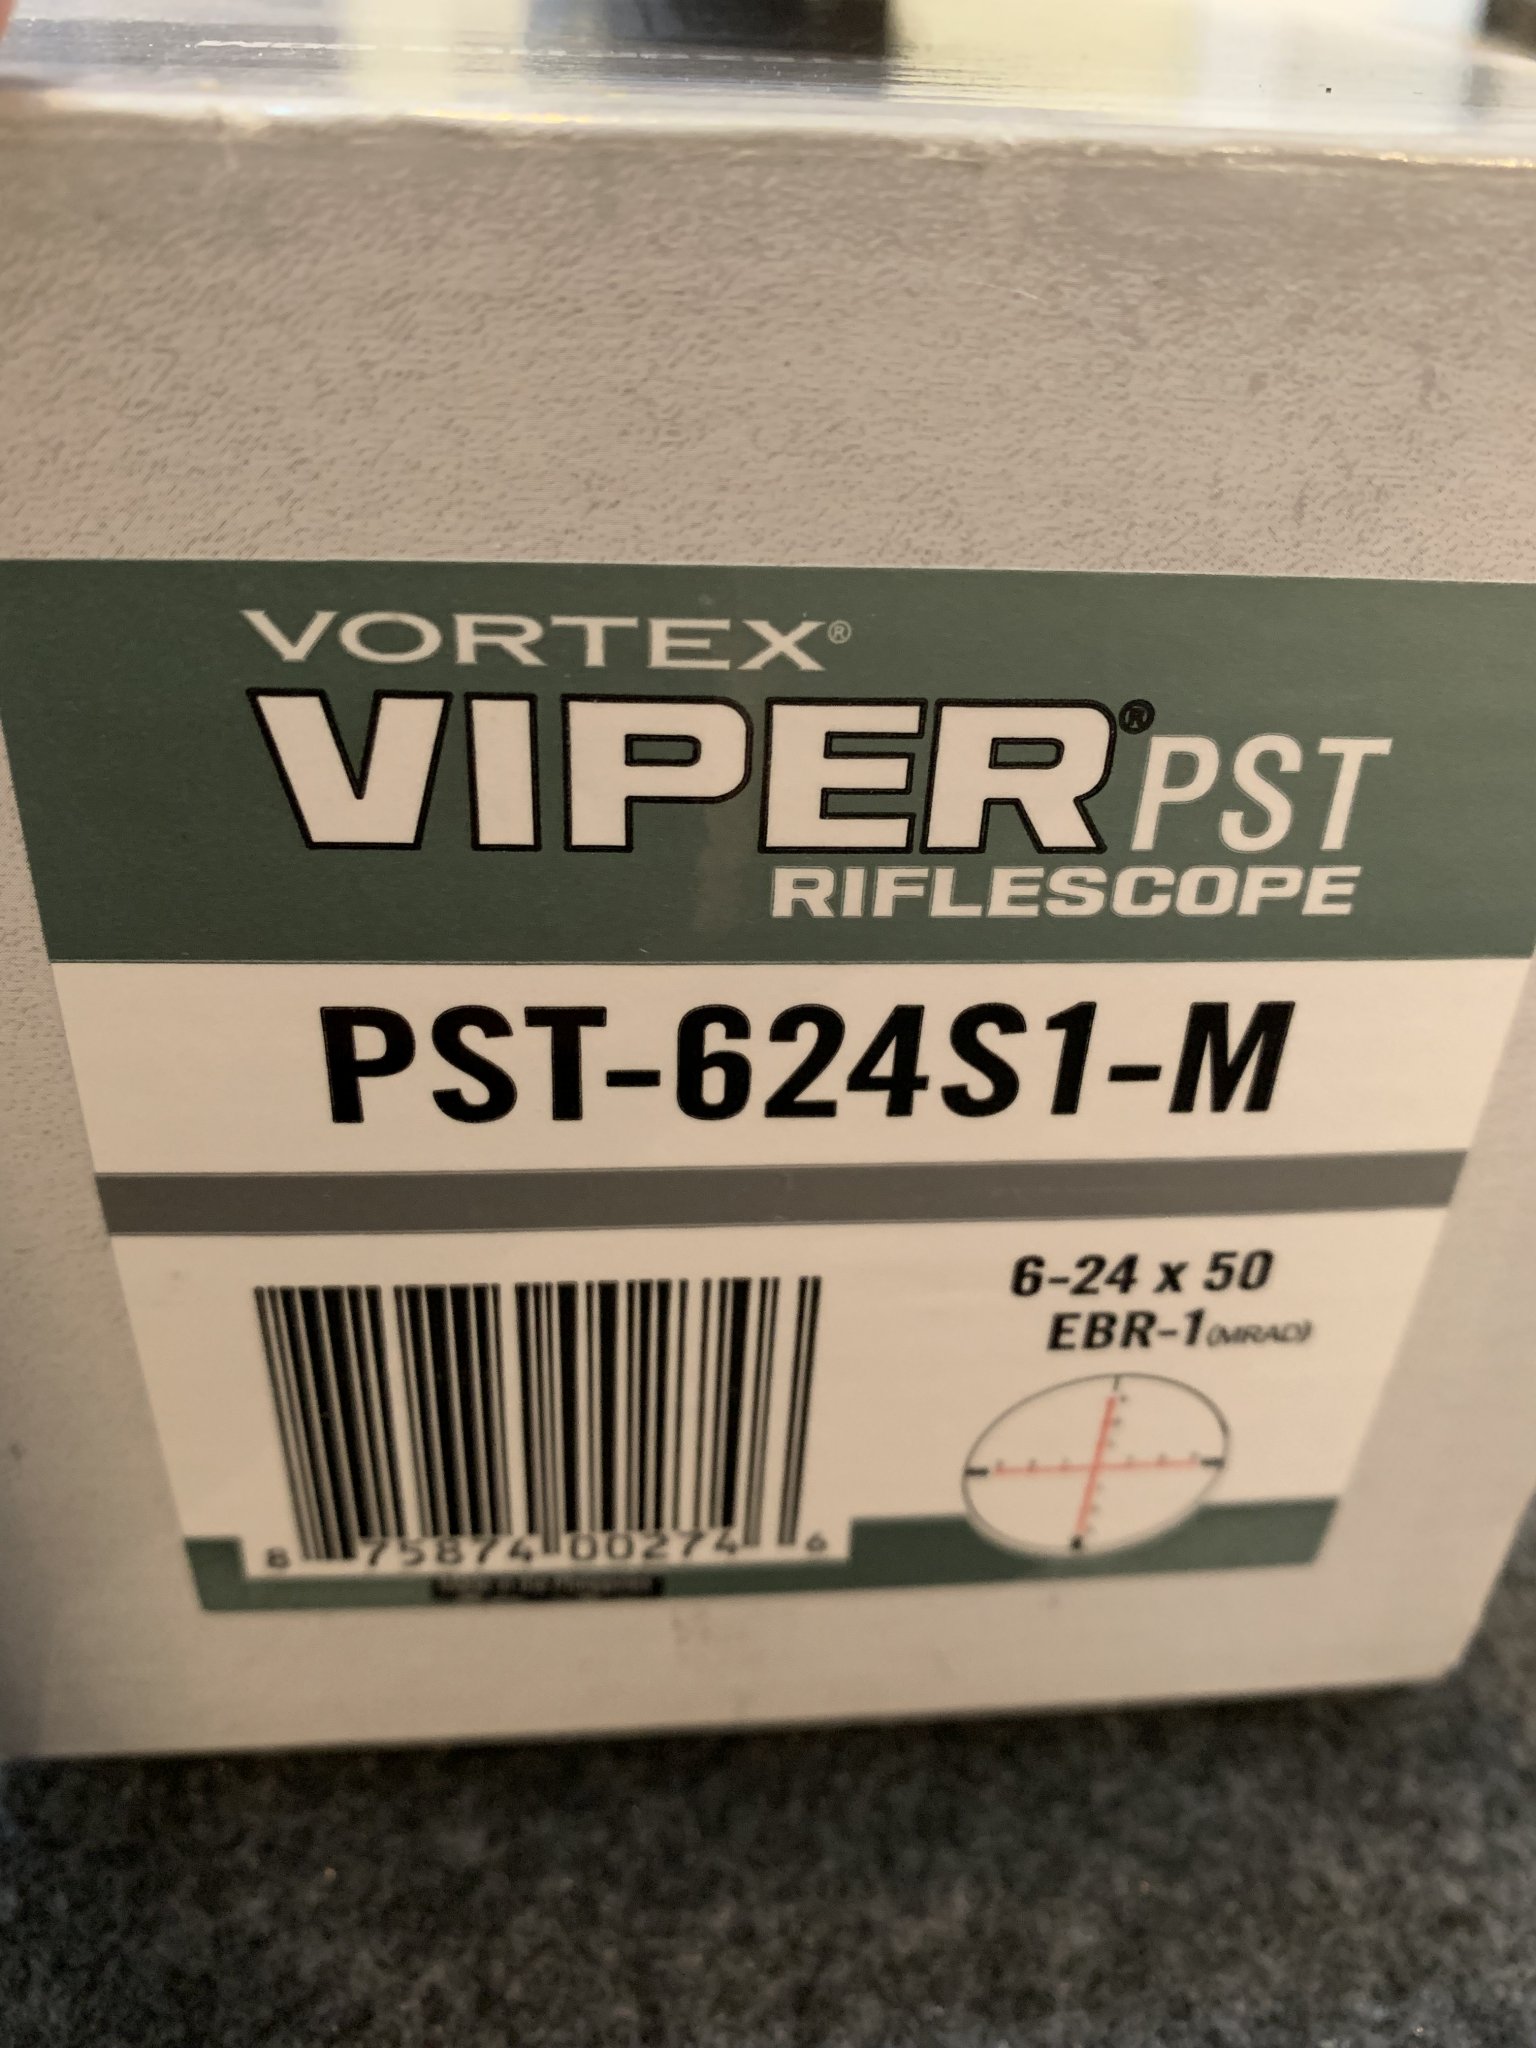 VORTEX®
VIPER® PST
RIFLESCOPE
PST-624S1-M
6-24 x 50
EBR-1 (MRAD)
8 75874 00274 6